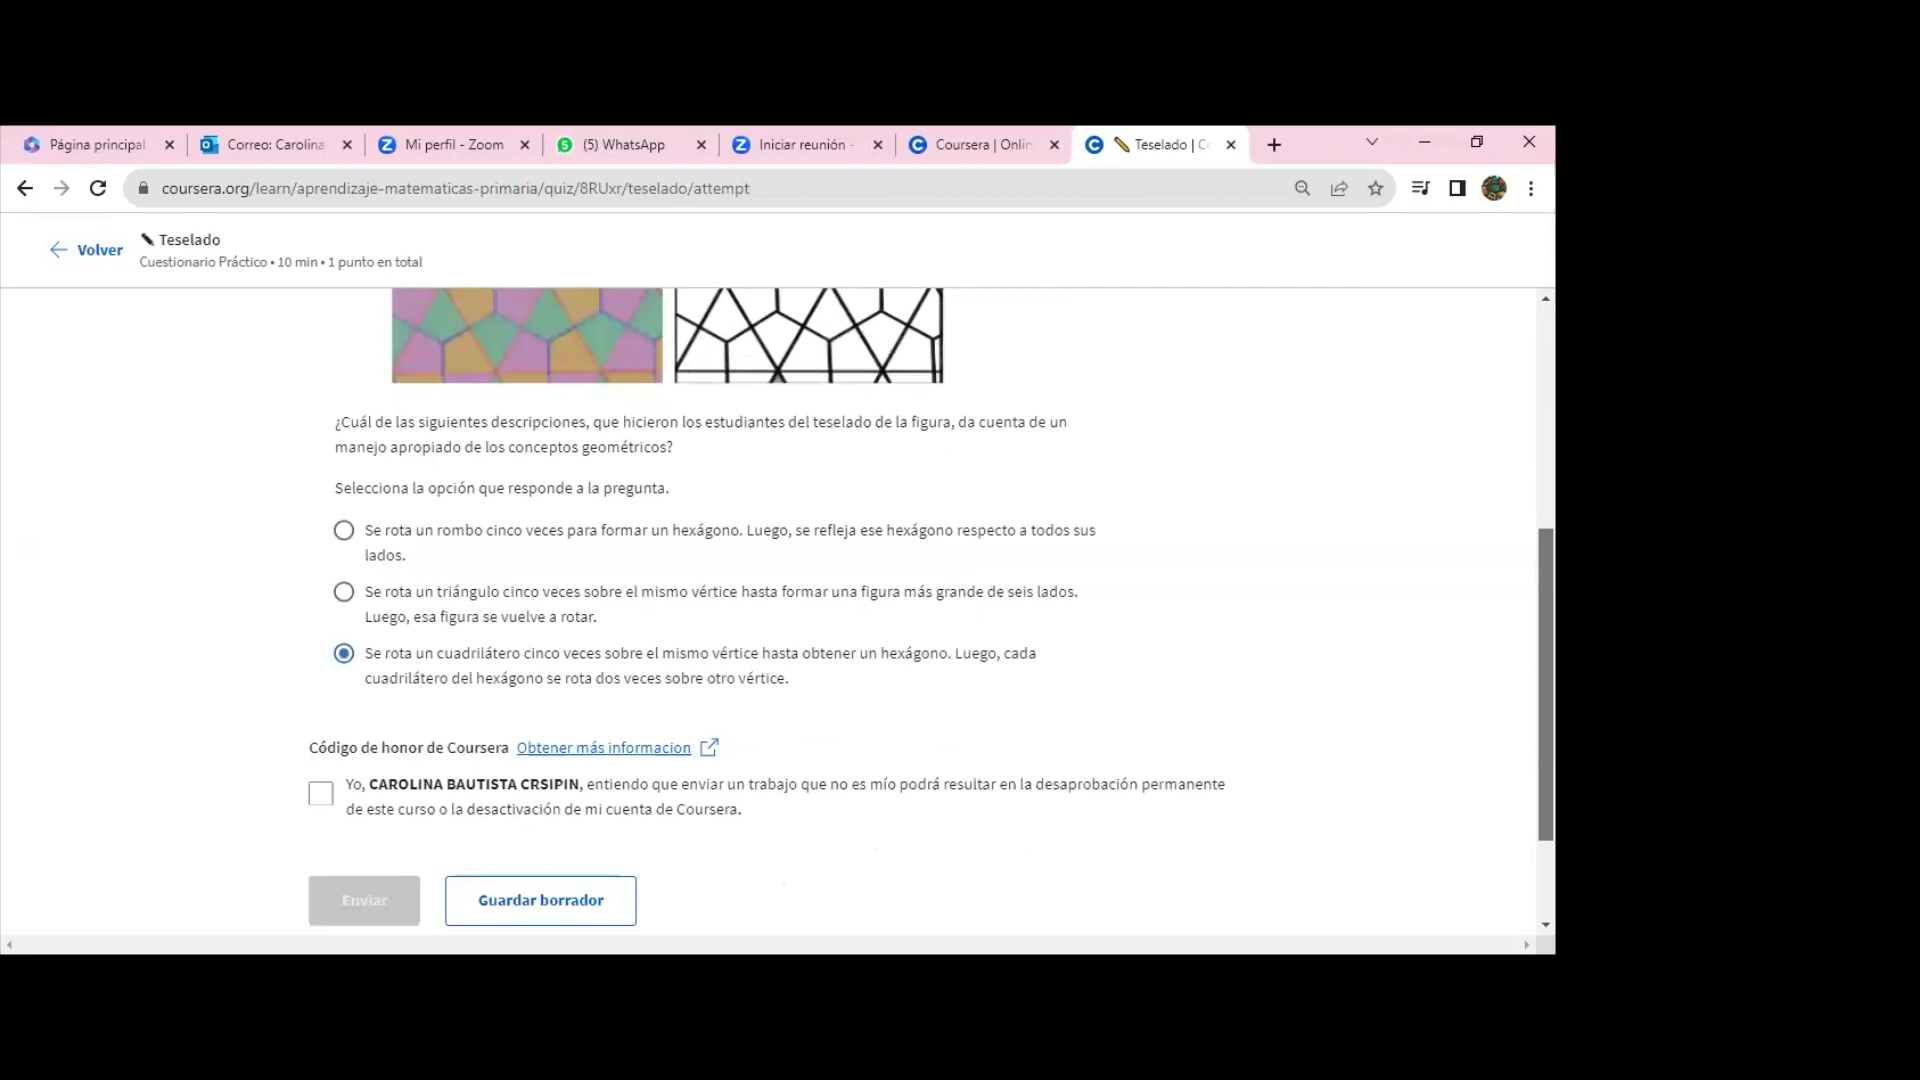 Página principal
Correo: Carolina
Mi perfil - Zoom
(5) WhatsApp
Iniciar reunión -
Coursera | Onlin
Teselado | Co
coursera.org/learn/aprendizaje-matematicas-primaria/quiz/8RUxr/teselado/attempt
Volver
Teselado
Cuestionario Práctico • 10 min • 1 punto en total
¿Cuál de las siguientes descripciones, que hicieron los estudiantes del teselado de la figura, da cuenta de un
manejo apropiado de los conceptos geométricos?
Selecciona la opción que responde a la pregunta.
Se rota un rombo cinco veces para formar un hexágono. Luego, se refleja ese hexágono respecto a todos sus
lados.
Se rota un triángulo cinco veces sobre el mismo vértice hasta formar una figura más grande de seis lados.
Luego, esa figura se vuelve a rotar.
Se rota un cuadrilátero cinco veces sobre el mismo vértice hasta obtener un hexágono. Luego, cada
cuadrilátero del hexágono se rota dos veces sobre otro vértice.
Código de honor de Coursera Obtener más informacion
Yo, CAROLINA BAUTISTA CRSIPIN, entiendo que enviar un trabajo que no es mío podrá resultar en la desaprobación permanente
de este curso o la desactivación de mi cuenta de Coursera.
Enviar
Guardar borrador